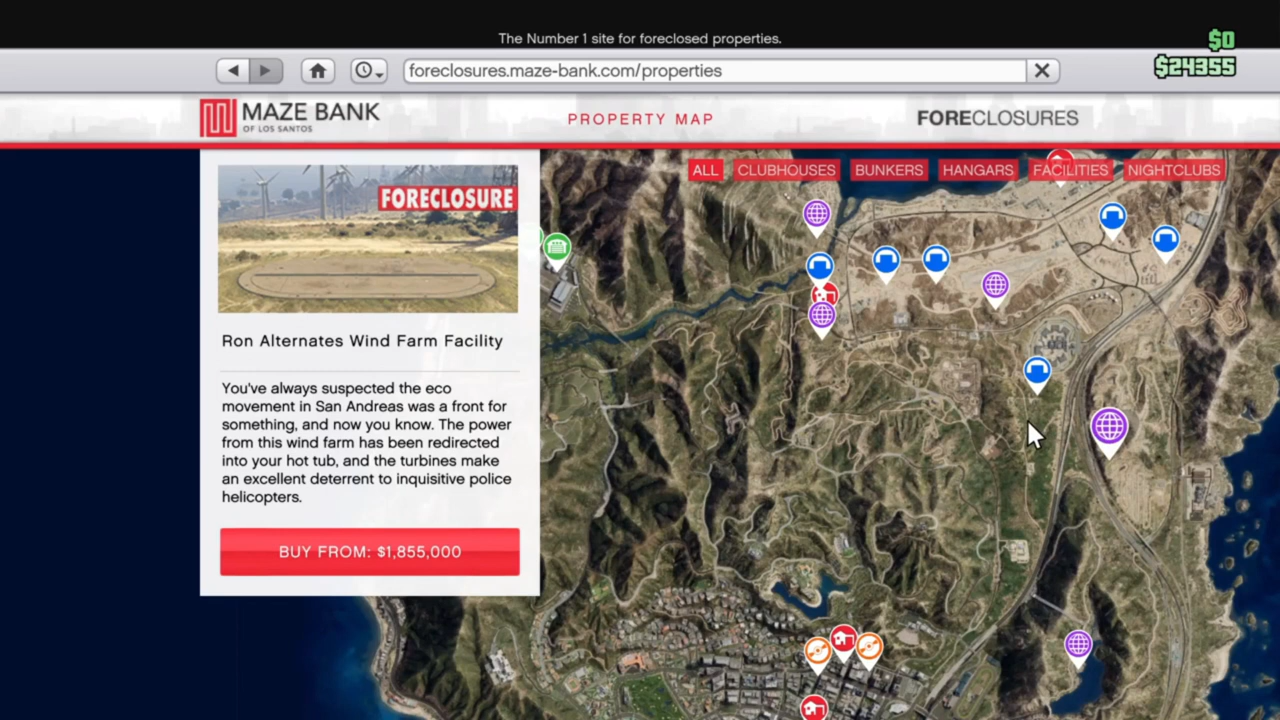 The Number 1 site for foreclosed properties.
$0
$24355
foreclosures.maze-bank.com/properties
MAZE BANK
OF LOS SANTOS
PROPERTY MAP
FORECLOSURES
ALL
CLUBHOUSES
BUNKERS
HANGARS
FACILITIES
NIGHTCLUBS
FORECLOSURE
Ron Alternates Wind Farm Facility
You've always suspected the eco
movement in San Andreas was a front for
something, and now you know. The power
from this wind farm has been redirected
into your hot tub, and the turbines make
an excellent deterrent to inquisitive police
helicopters.
BUY FROM: $1,855,000